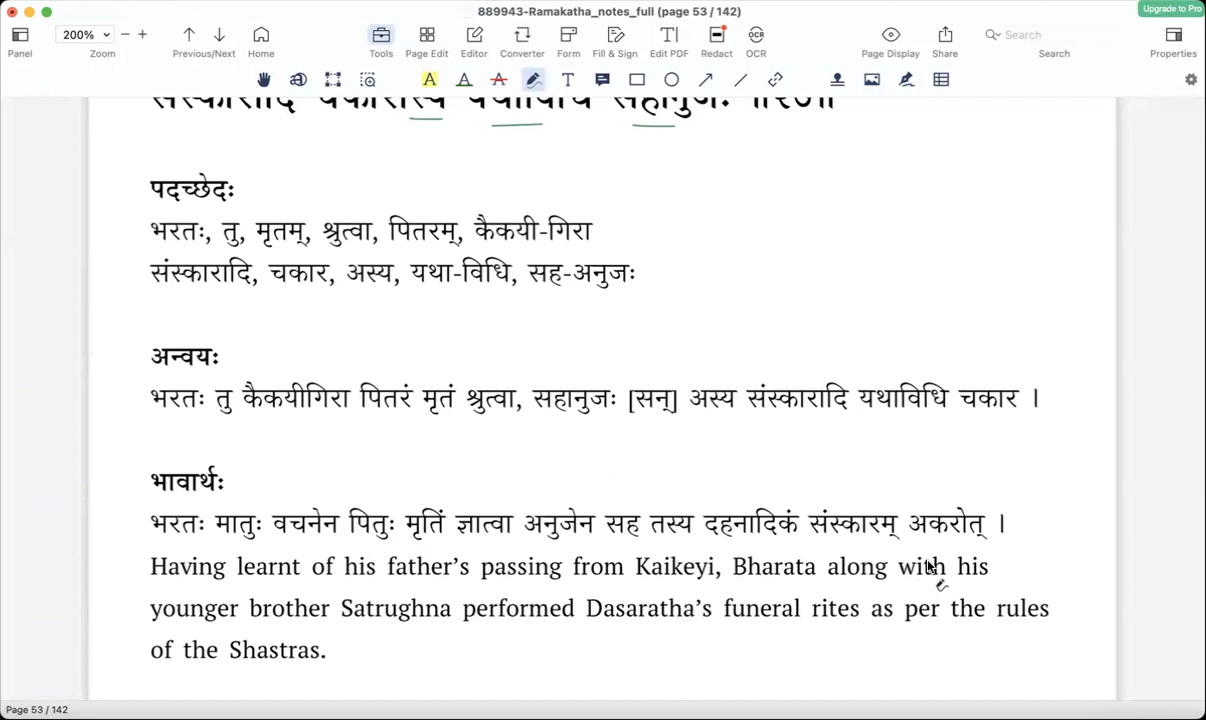 889943-Ramakatha_notes_full (page 53 / 142)
Upgrade to Pro
200%
Search
Panel Zoom Previous/Next Home Tools Page Edit Editor Converter Form Fill & Sign Edit PDF Redact OCR Page Display Share Search Properties
संस्कारादि चकारास्य यथाविधि सहानुजः
पदच्छेदः
भरतः, तु, मृतम्, श्रुत्वा, पितरम्, कैकयी-गिरा
संस्कारादि, चकार, अस्य, यथा-विधि, सह-अनुजः
अन्वयः
भरतः तु कैकयीगिरा पितरं मृतं श्रुत्वा, सहानुजः [सन्] अस्य संस्कारादि यथाविधि चकार ।
भावार्थः
भरतः मातुः वचनेन पितुः मृतिं ज्ञात्वा अनुजेन सह तस्य दहनादिकं संस्कारम् अकरोत् ।
Having learnt of his father’s passing from Kaikeyi, Bharata along with his
younger brother Satrughna performed Dasaratha’s funeral rites as per the rules
of the Shastras.
Page 53 / 142